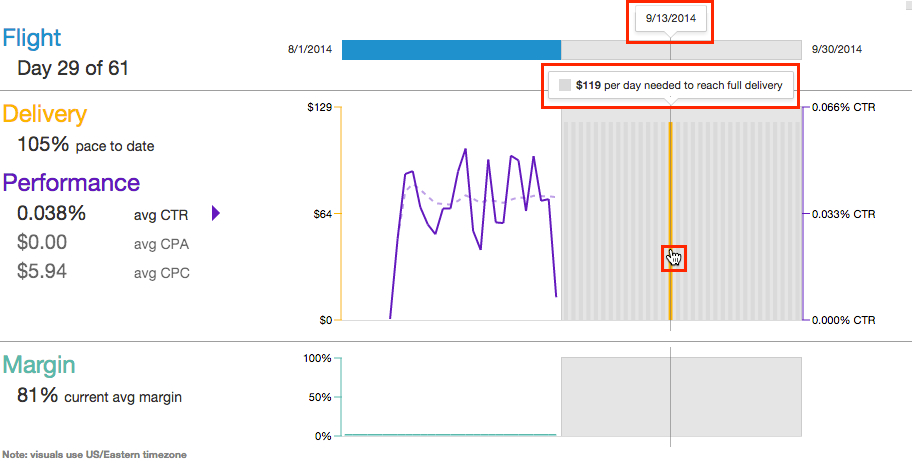 9/13/2014
Flight
8/1/2014
9/30/2014
Day 29 of 61
$119 per day needed to reach full delivery
Delivery
$129
0.066% CTR
105% pace to date
Performance
0.038% avg CTR
$64
0.033% CTR
$0.00 avg CPA
$5.94 avg CPC
$0
0.000% CTR
Margin
100%
81% current avg margin
50%
0%
Note: visuals use US/Eastern timezone